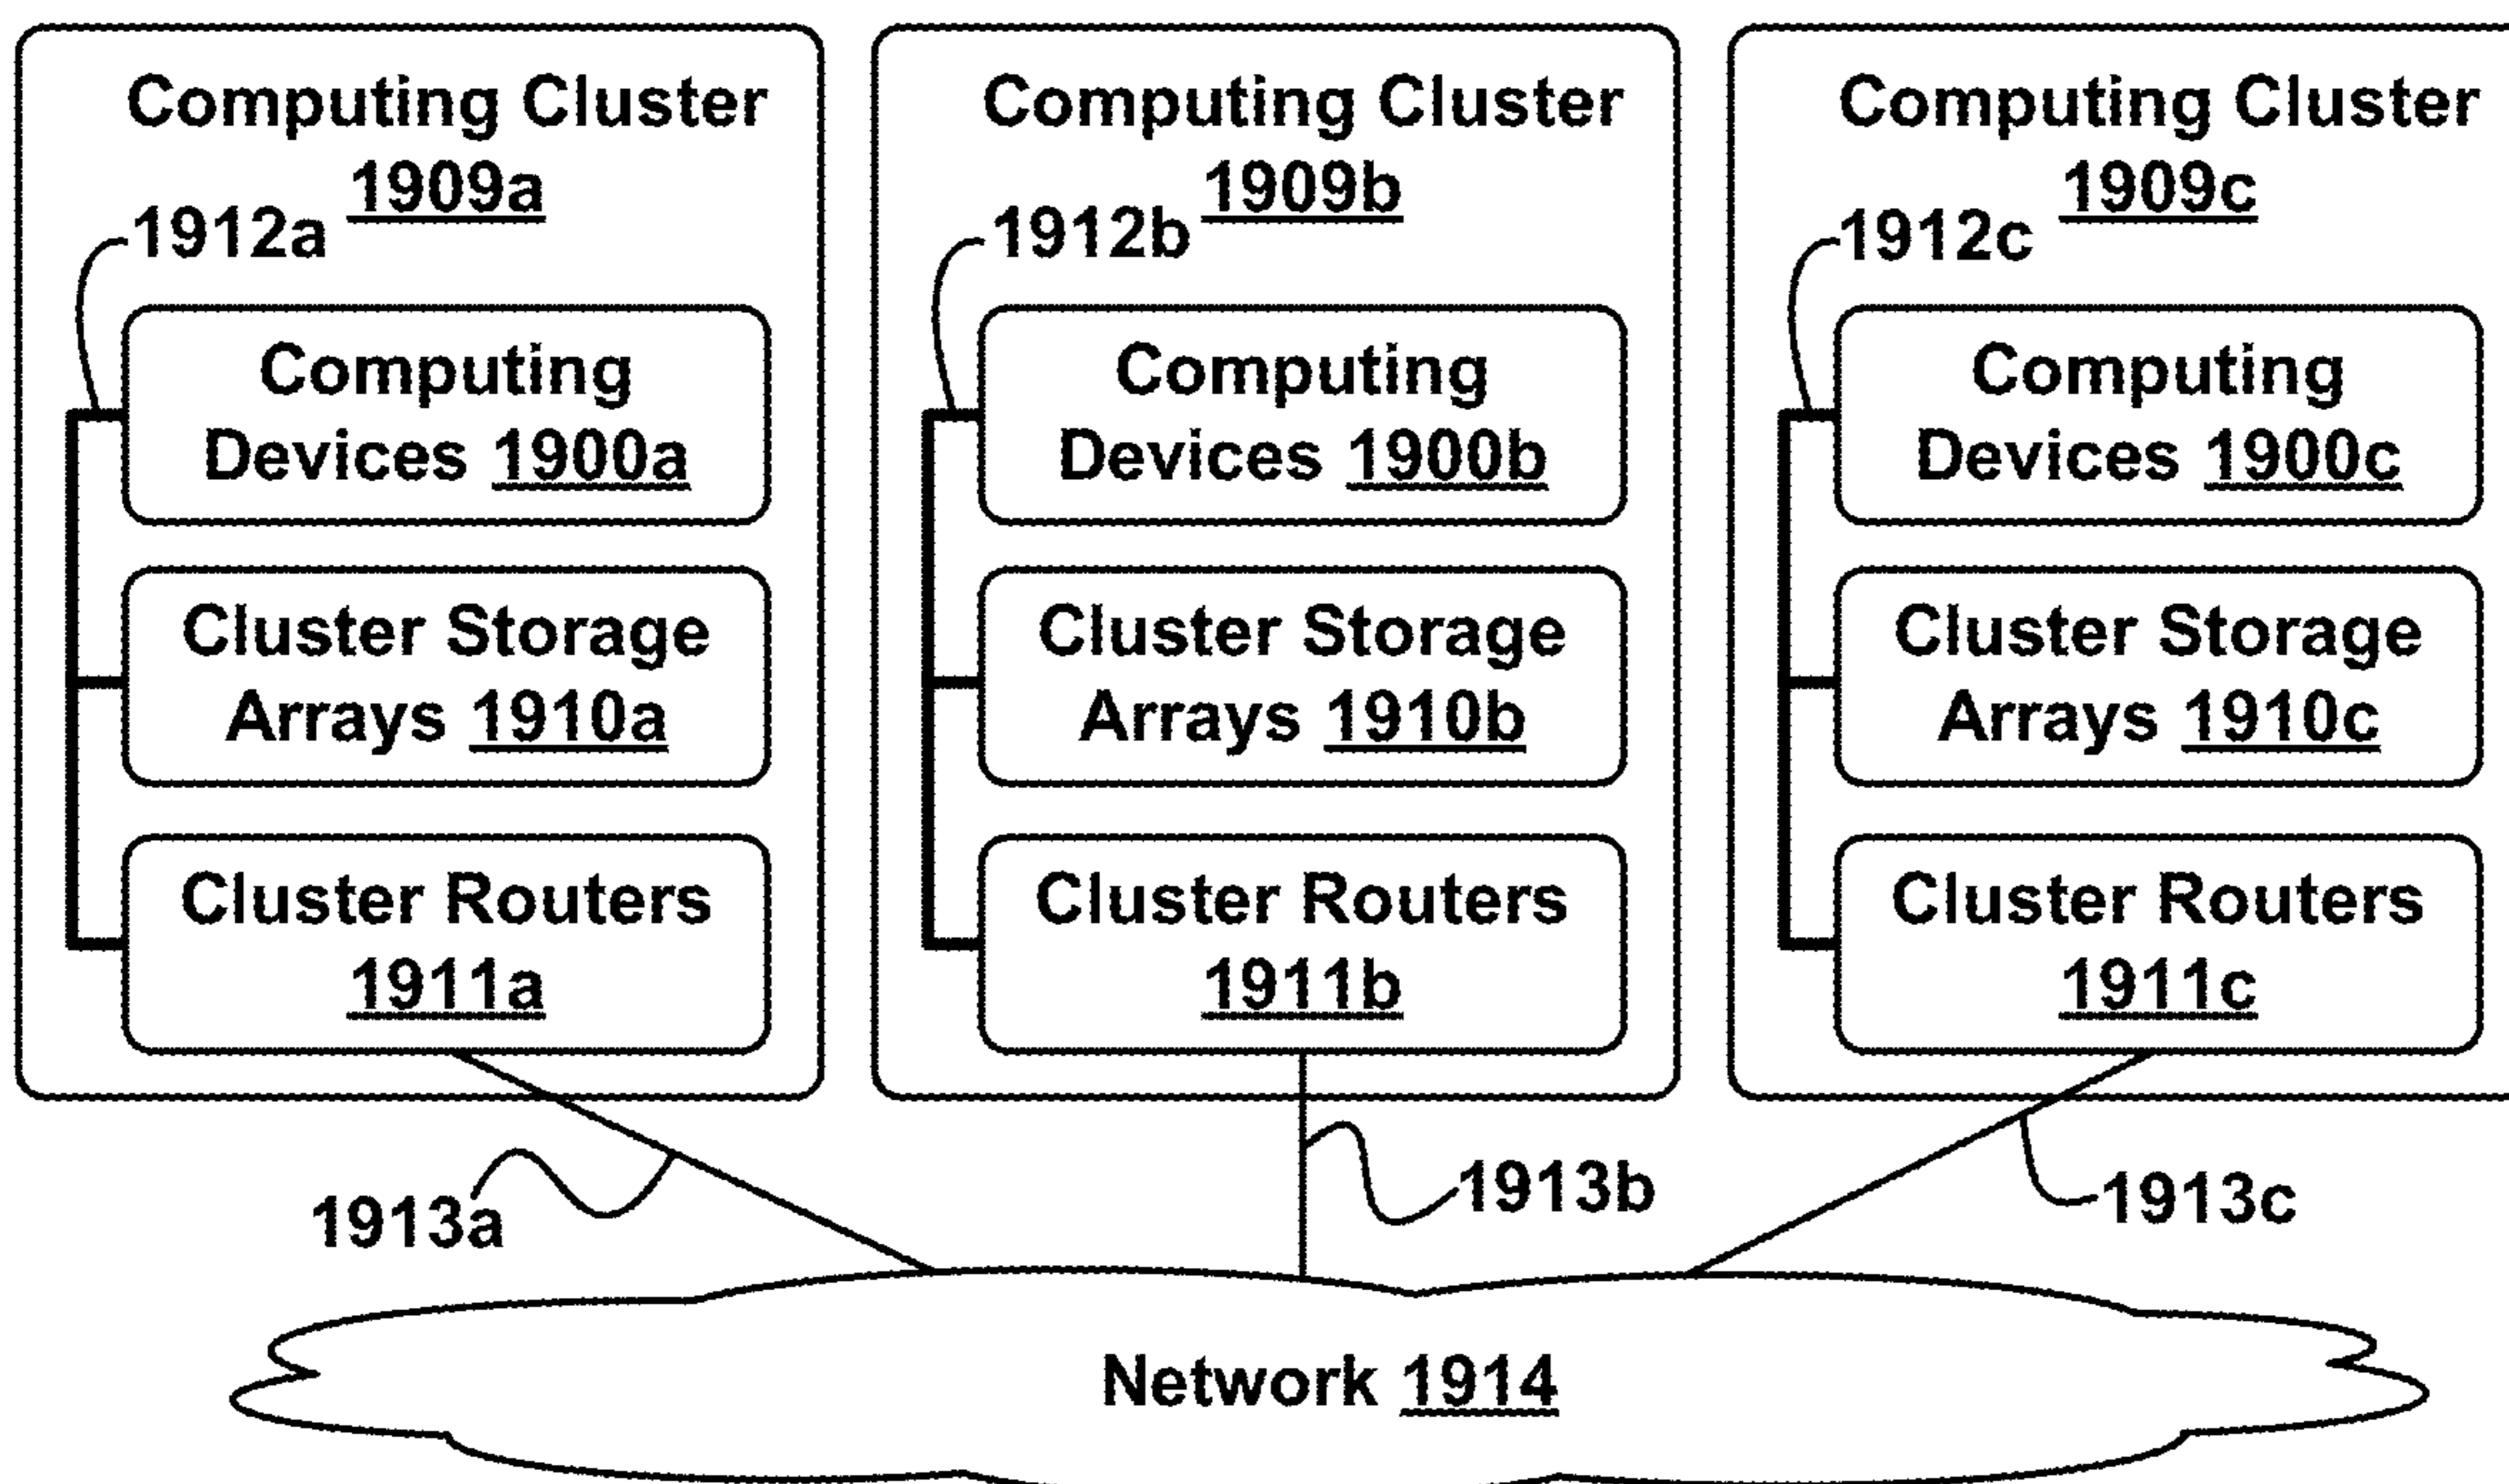 Computing Cluster
1909a
1912a
Computing
Devices 1900a
Cluster Storage
Arrays 1910a
Cluster Routers
1911a
Computing Cluster
1909b
1912b
Computing
Devices 1900b
Cluster Storage
Arrays 1910b
Cluster Routers
1911b
Computing Cluster
1909c
1912c
Computing
Devices 1900c
Cluster Storage
Arrays 1910c
Cluster Routers
1911c
1913a
1913b
1913c
Network 1914